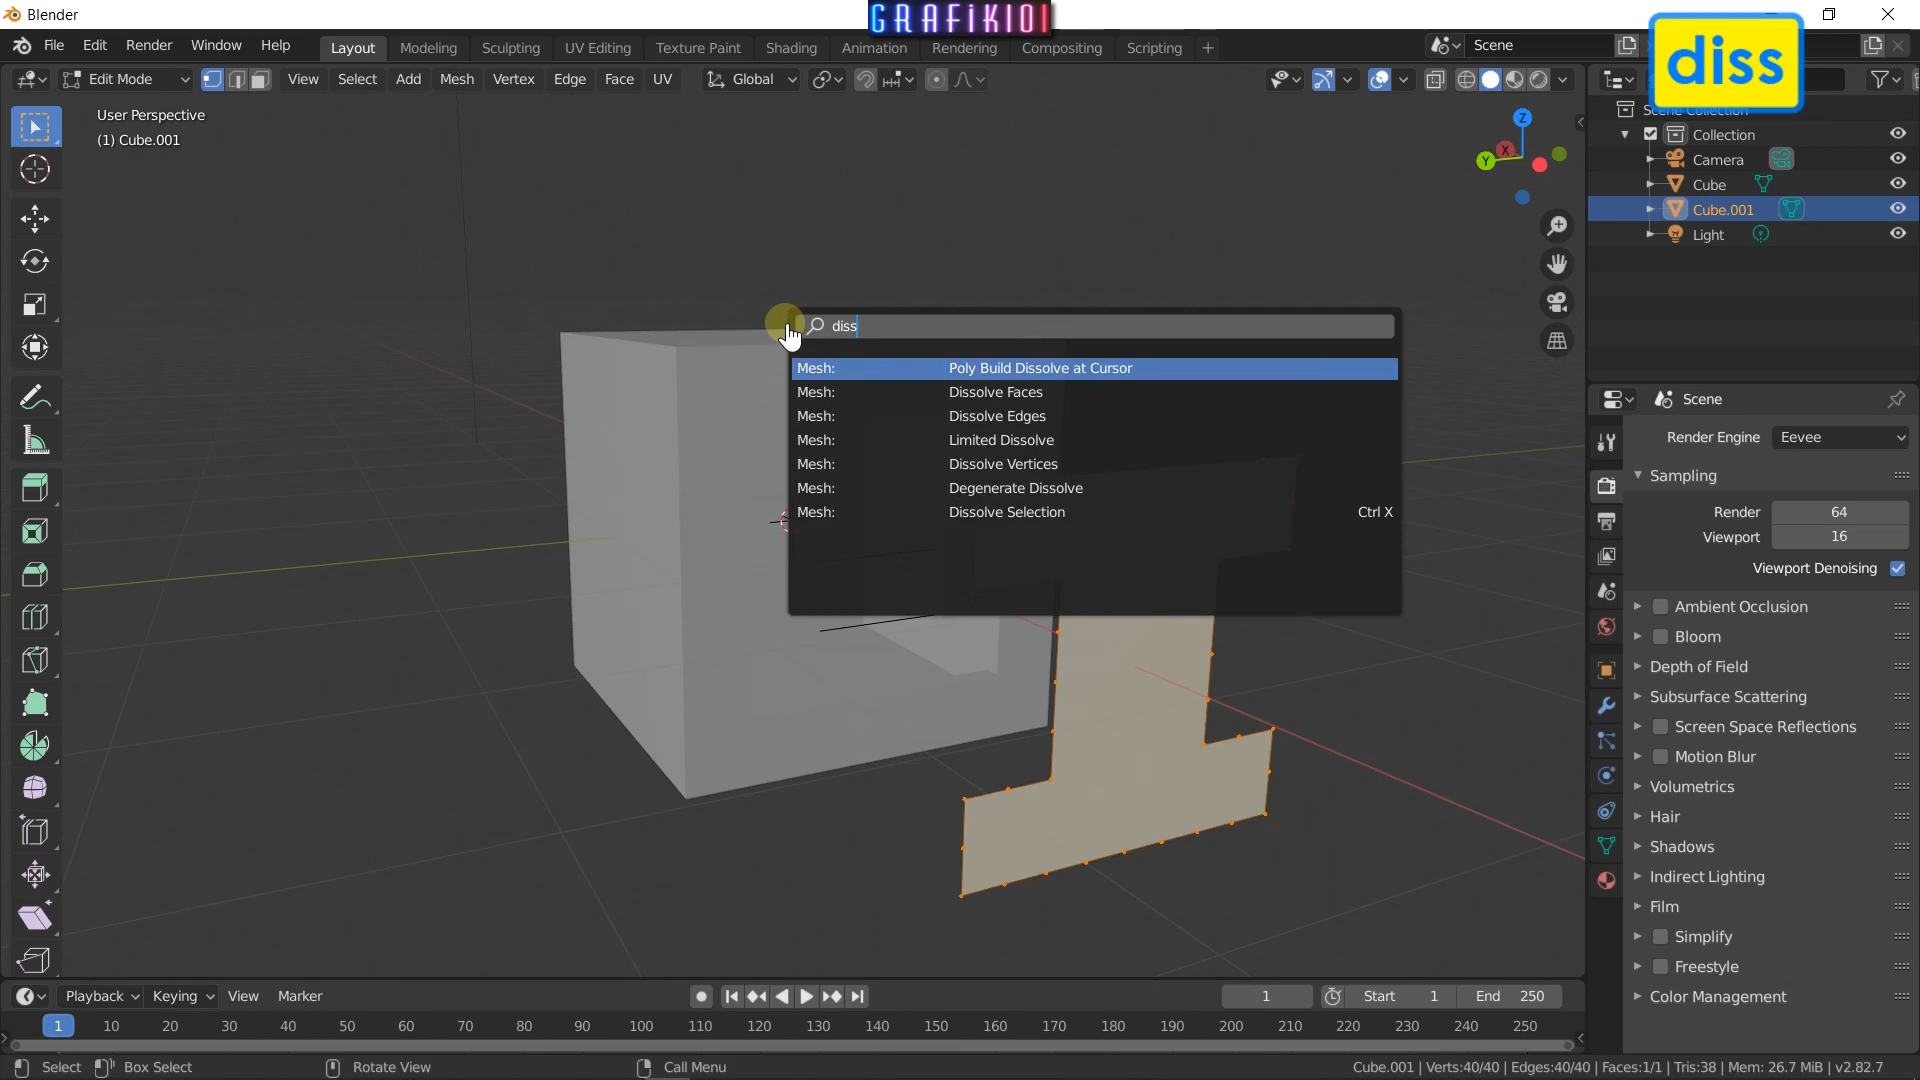 Blender
GRAFiK101
diss
File Edit Render Window Help
Layout Modeling Sculpting UV Editing Texture Paint Shading Animation Rendering Compositing Scripting +
Scene
Edit Mode
View Select Add Mesh Vertex Edge Face UV
Global
User Perspective
(1) Cube.001
Z
Y
X
Scene Collection
Collection
Camera
Cube
Cube.001
Light
diss
Mesh: Poly Build Dissolve at Cursor
Mesh: Dissolve Faces
Mesh: Dissolve Edges
Mesh: Limited Dissolve
Mesh: Dissolve Vertices
Mesh: Degenerate Dissolve
Mesh: Dissolve Selection Ctrl X
Scene
Render Engine Eevee
Sampling
Render 64
Viewport 16
Viewport Denoising
Ambient Occlusion
Bloom
Depth of Field
Subsurface Scattering
Screen Space Reflections
Motion Blur
Volumetrics
Hair
Shadows
Indirect Lighting
Film
Simplify
Freestyle
Color Management
Playback Keying View Marker
1 Start 1 End 250
1 10 20 30 40 50 60 70 80 90 100 110 120 130 140 150 160 170 180 190 200 210 220 230 240 250
Select Box Select Rotate View Call Menu
Cube.001 | Verts:40/40 | Edges:40/40 | Faces:1/1 | Tris:38 | Mem: 26.7 MiB | v2.82.7